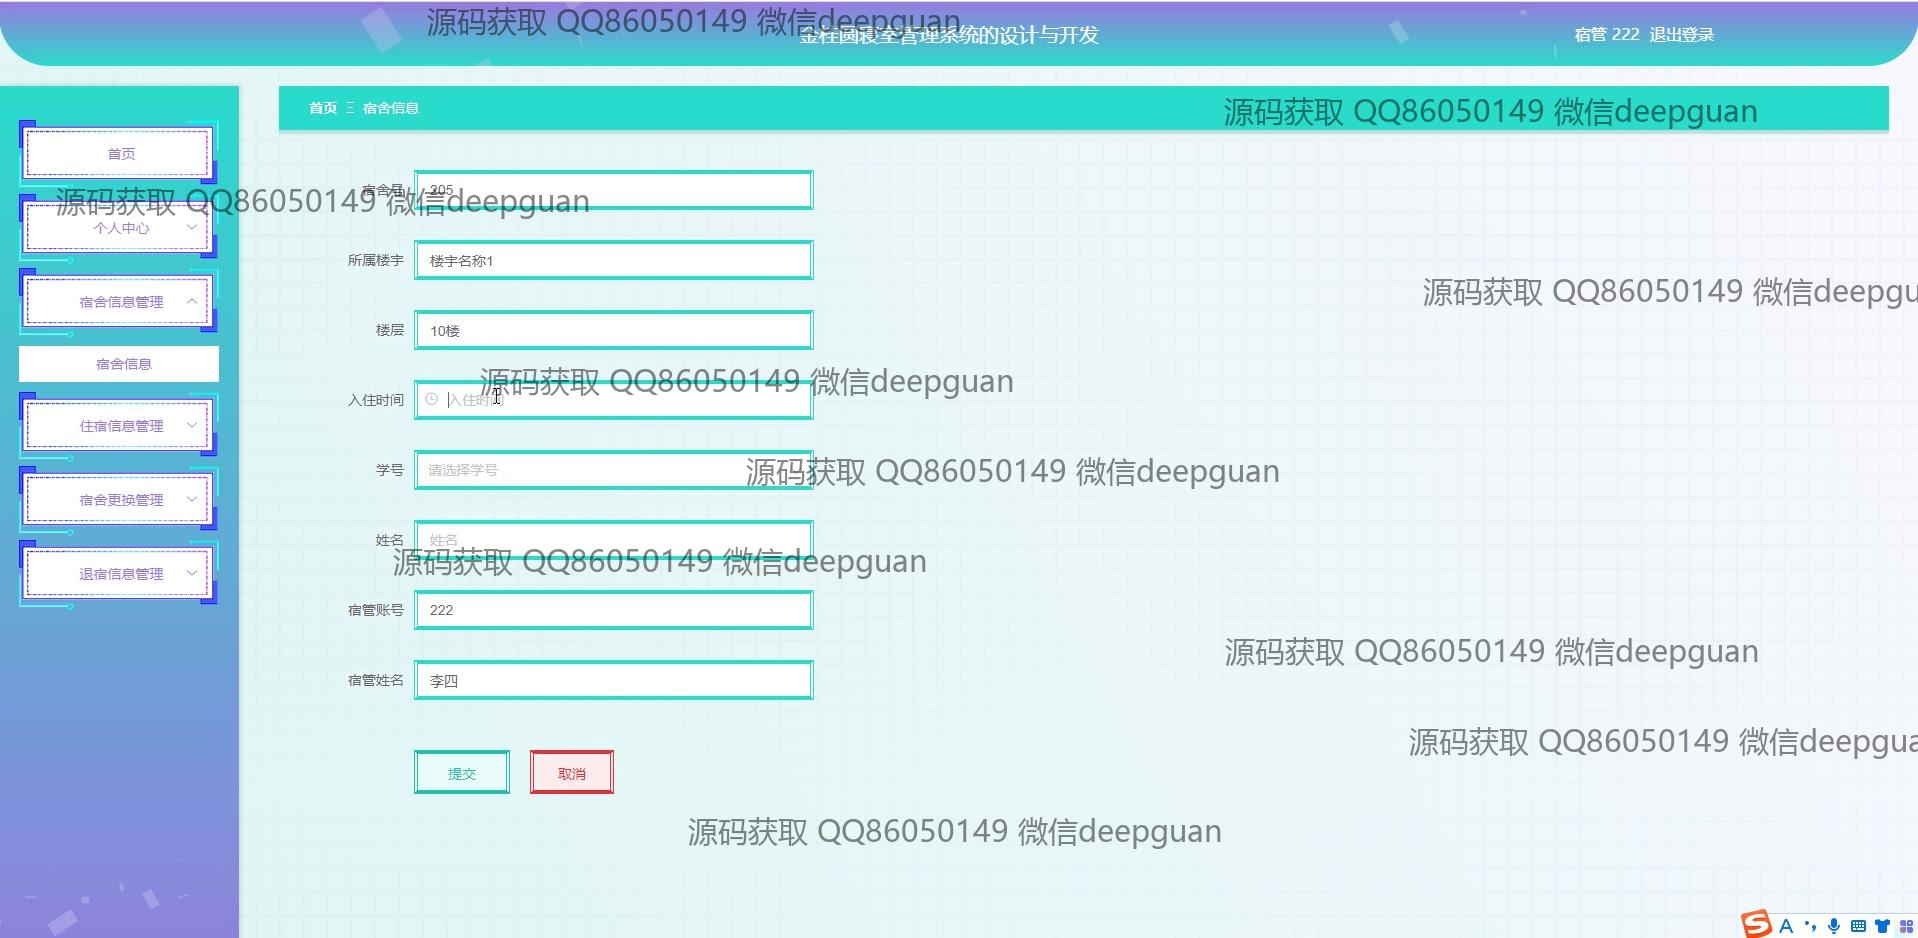 源码获取 QQ86050149 微信deepguan
金柱圆寝室管理系统的设计与开发
宿管 222 退出登录
首页 宿舍信息
源码获取 QQ86050149 微信deepguan
首页
宿舍号 205
源码获取 QQ86050149 微信deepguan
个人中心
所属楼宇 楼宇名称1
源码获取 QQ86050149 微信deepgu
宿舍信息管理
楼层 10楼
宿舍信息
源码获取 QQ86050149 微信deepguan
入住时间 入住时间
住宿信息管理
学号 请选择学号
源码获取 QQ86050149 微信deepguan
宿舍更换管理
姓名 姓名
源码获取 QQ86050149 微信deepguan
退宿信息管理
宿管账号 222
源码获取 QQ86050149 微信deepguan
宿管姓名 李四
源码获取 QQ86050149 微信deepgua
提交 取消
源码获取 QQ86050149 微信deepguan
A